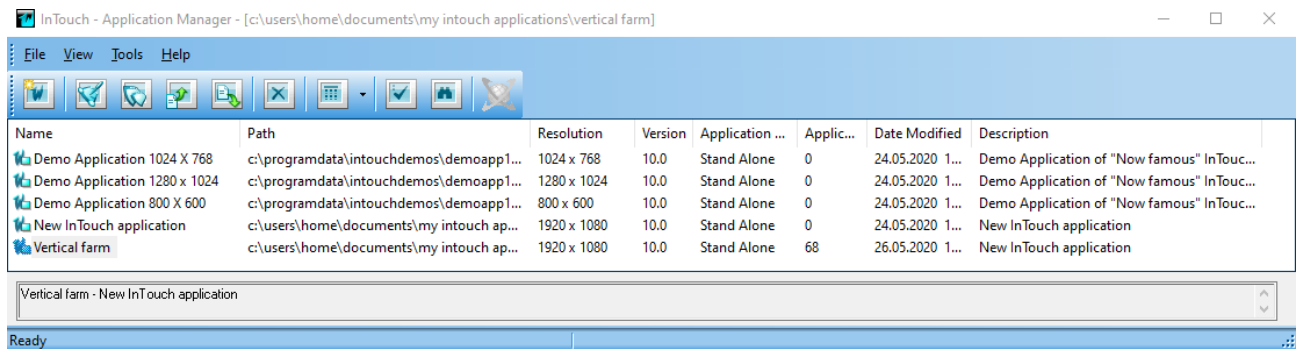 InTouch - Application Manager - [c:\users\home\documents\my intouch applications\vertical farm]
File View Tools Help
Name Path Resolution Version Application ... Applic... Date Modified Description
Demo Application 1024 X 768 c:\programdata\intouchdemos\demoapp1... 1024 x 768 10.0 Stand Alone 0 24.05.2020 1... Demo Application of "Now famous" InTouc...
Demo Application 1280 x 1024 c:\programdata\intouchdemos\demoapp1... 1280 x 1024 10.0 Stand Alone 0 24.05.2020 1... Demo Application of "Now famous" InTouc...
Demo Application 800 X 600 c:\programdata\intouchdemos\demoapp1... 800 x 600 10.0 Stand Alone 0 24.05.2020 1... Demo Application of "Now famous" InTouc...
New InTouch application c:\users\home\documents\my intouch ap... 1920 x 1080 10.0 Stand Alone 0 24.05.2020 1... New InTouch application
Vertical farm c:\users\home\documents\my intouch ap... 1920 x 1080 10.0 Stand Alone 68 26.05.2020 1... New InTouch application
Vertical farm - New InTouch application
Ready